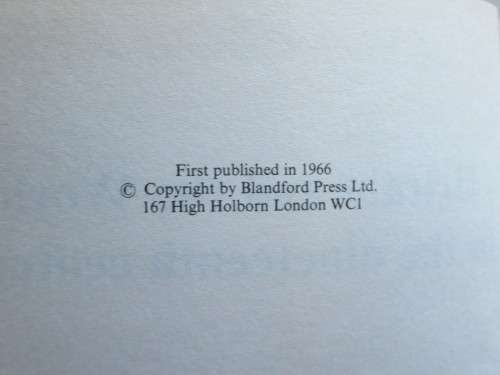 First published in 1966
© Copyright by Blandford Press Ltd.
167 High Holborn London WC1